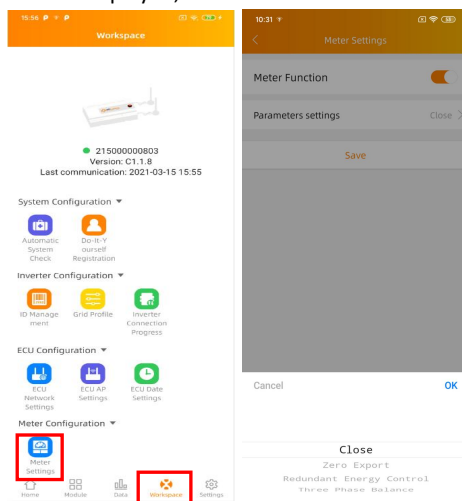 15:56
Workspace
215000000803
Version: C1.1.8
Last communication: 2021-03-15 15:55
System Configuration
Automatic
System
Check
Do-It-Y
ourself
Registration
Inverter Configuration
ID Manage
ment
Grid Profile
Inverter
Connection
Progress
ECU Configuration
ECU
Network
Settings
ECU AP
Settings
ECU Date
Settings
Meter Configuration
Meter
Settings
Home
Module
Data
Workspace
Settings
10:31
Meter Settings
Meter Function
Parameters settings
Close
Save
Cancel
OK
Close
Zero Export
Redundant Energy Control
Three Phase Balance